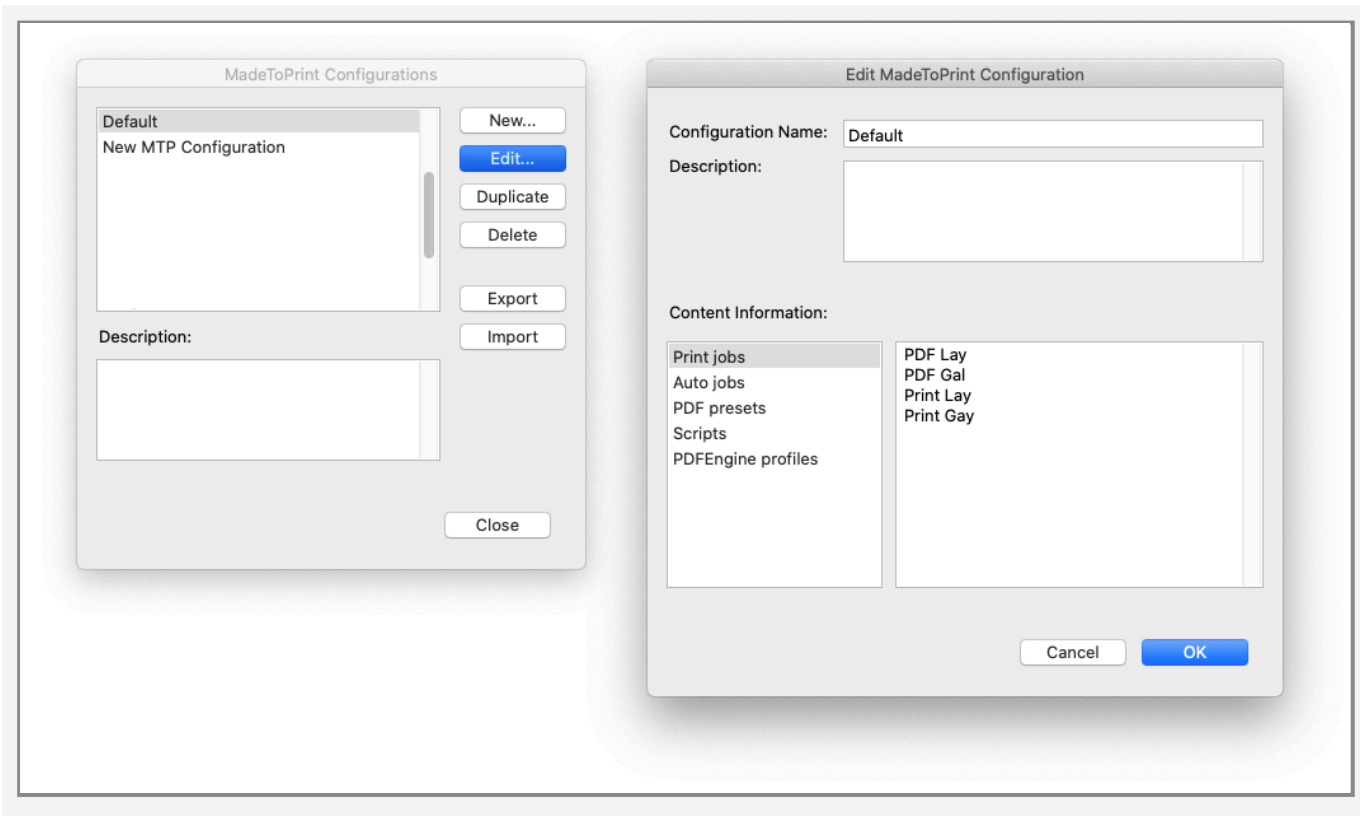 MadeToPrint Configurations
Default
New MTP Configuration
New...
Edit...
Duplicate
Delete
Export
Import
Description:
Close
Edit MadeToPrint Configuration
Configuration Name: Default
Description:
Content Information:
Print jobs
Auto jobs
PDF presets
Scripts
PDFEngine profiles
PDF Lay
PDF Gal
Print Lay
Print Gay
Cancel
OK